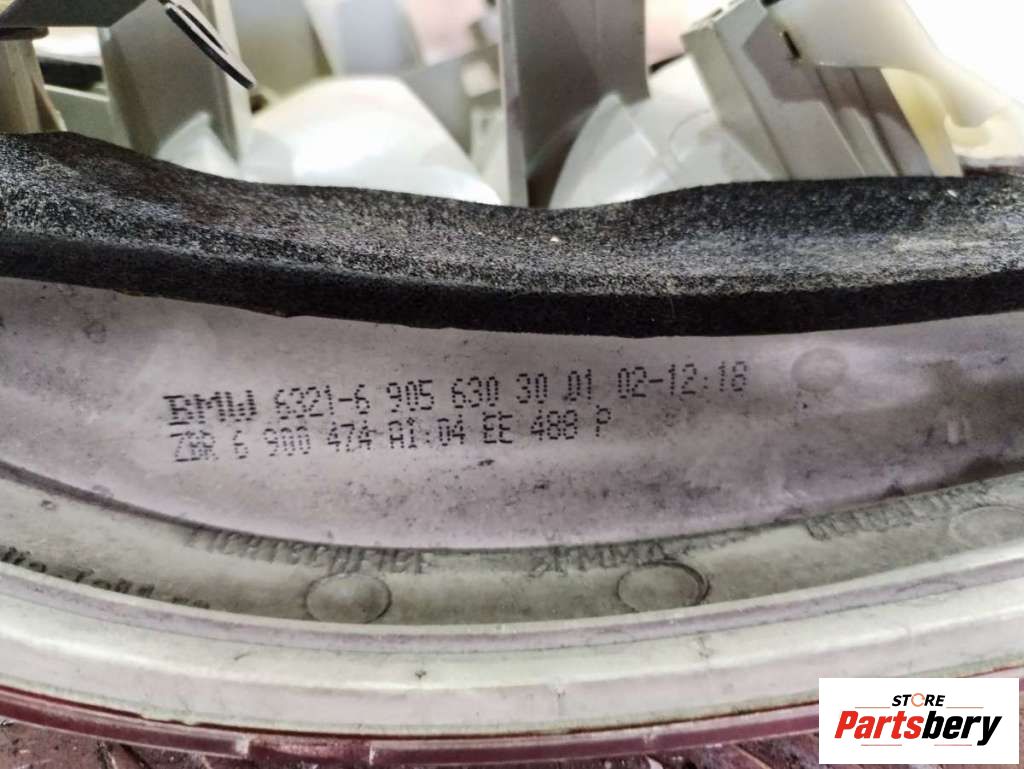 BMW 6321-6 905 630 30 01 02-12:18
ZBR 6 900 474 A1:04 EE 488 P
>PMMA<
STORE
Partsbery